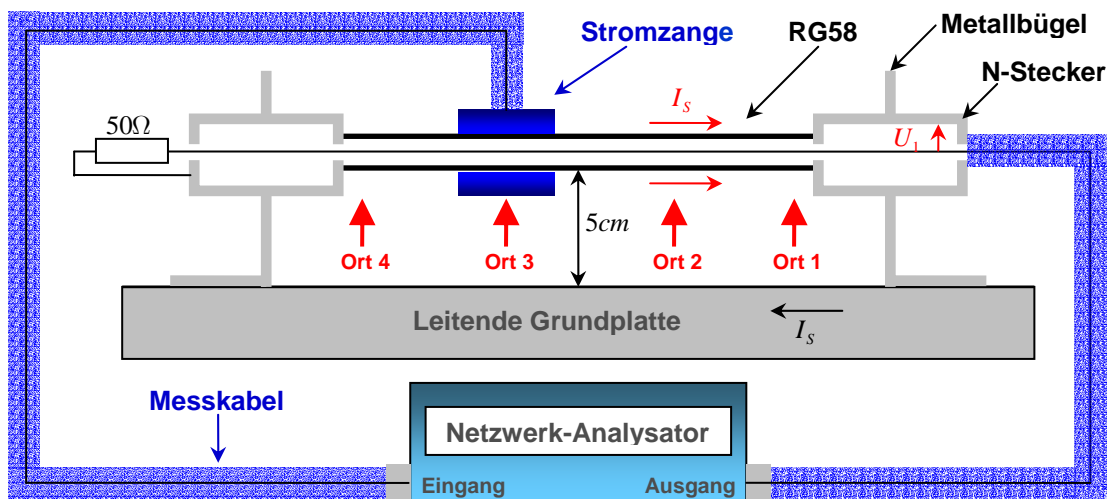 Stromzange
RG58
Metallbügel
N-Stecker
I_S
50Ω
U_1
5cm
Ort 4
Ort 3
Ort 2
Ort 1
Leitende Grundplatte
I_S
Messkabel
Netzwerk-Analysator
Eingang
Ausgang